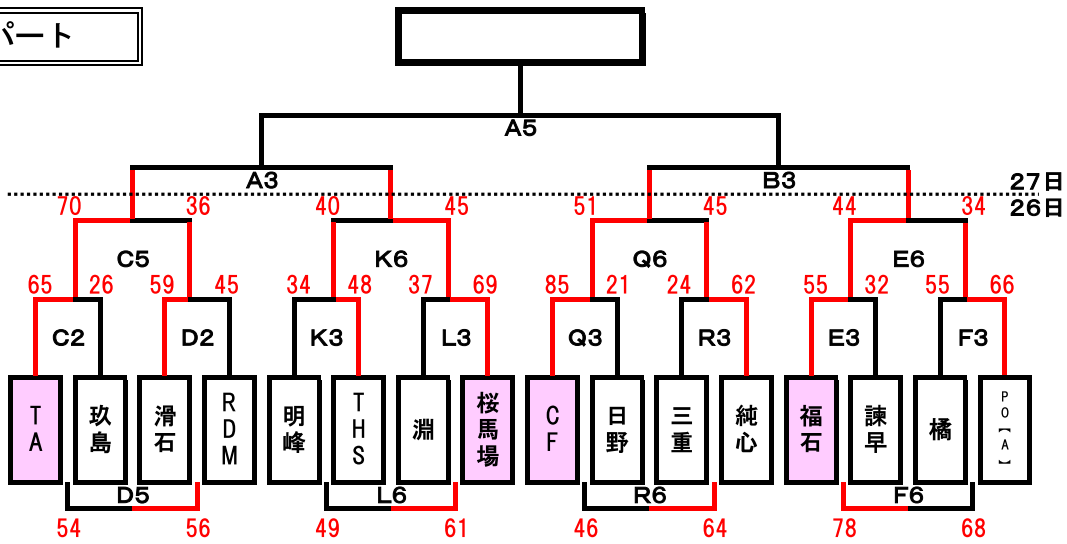 パート
A5
A3 B3
27日
70 36 40 45 51 45 44 34 26日
C5 K6 Q6 E6
65 26 59 45 34 48 37 69 85 21 24 62 55 32 55 66
C2 D2 K3 L3 Q3 R3 E3 F3
TA
玖島
滑石
RDM
明峰
THS
淵
桜馬場
CF
日野
三重
純心
福石
諫早
橘
PO【A】
D5 L6 R6 F6
54 56 49 61 46 64 78 68